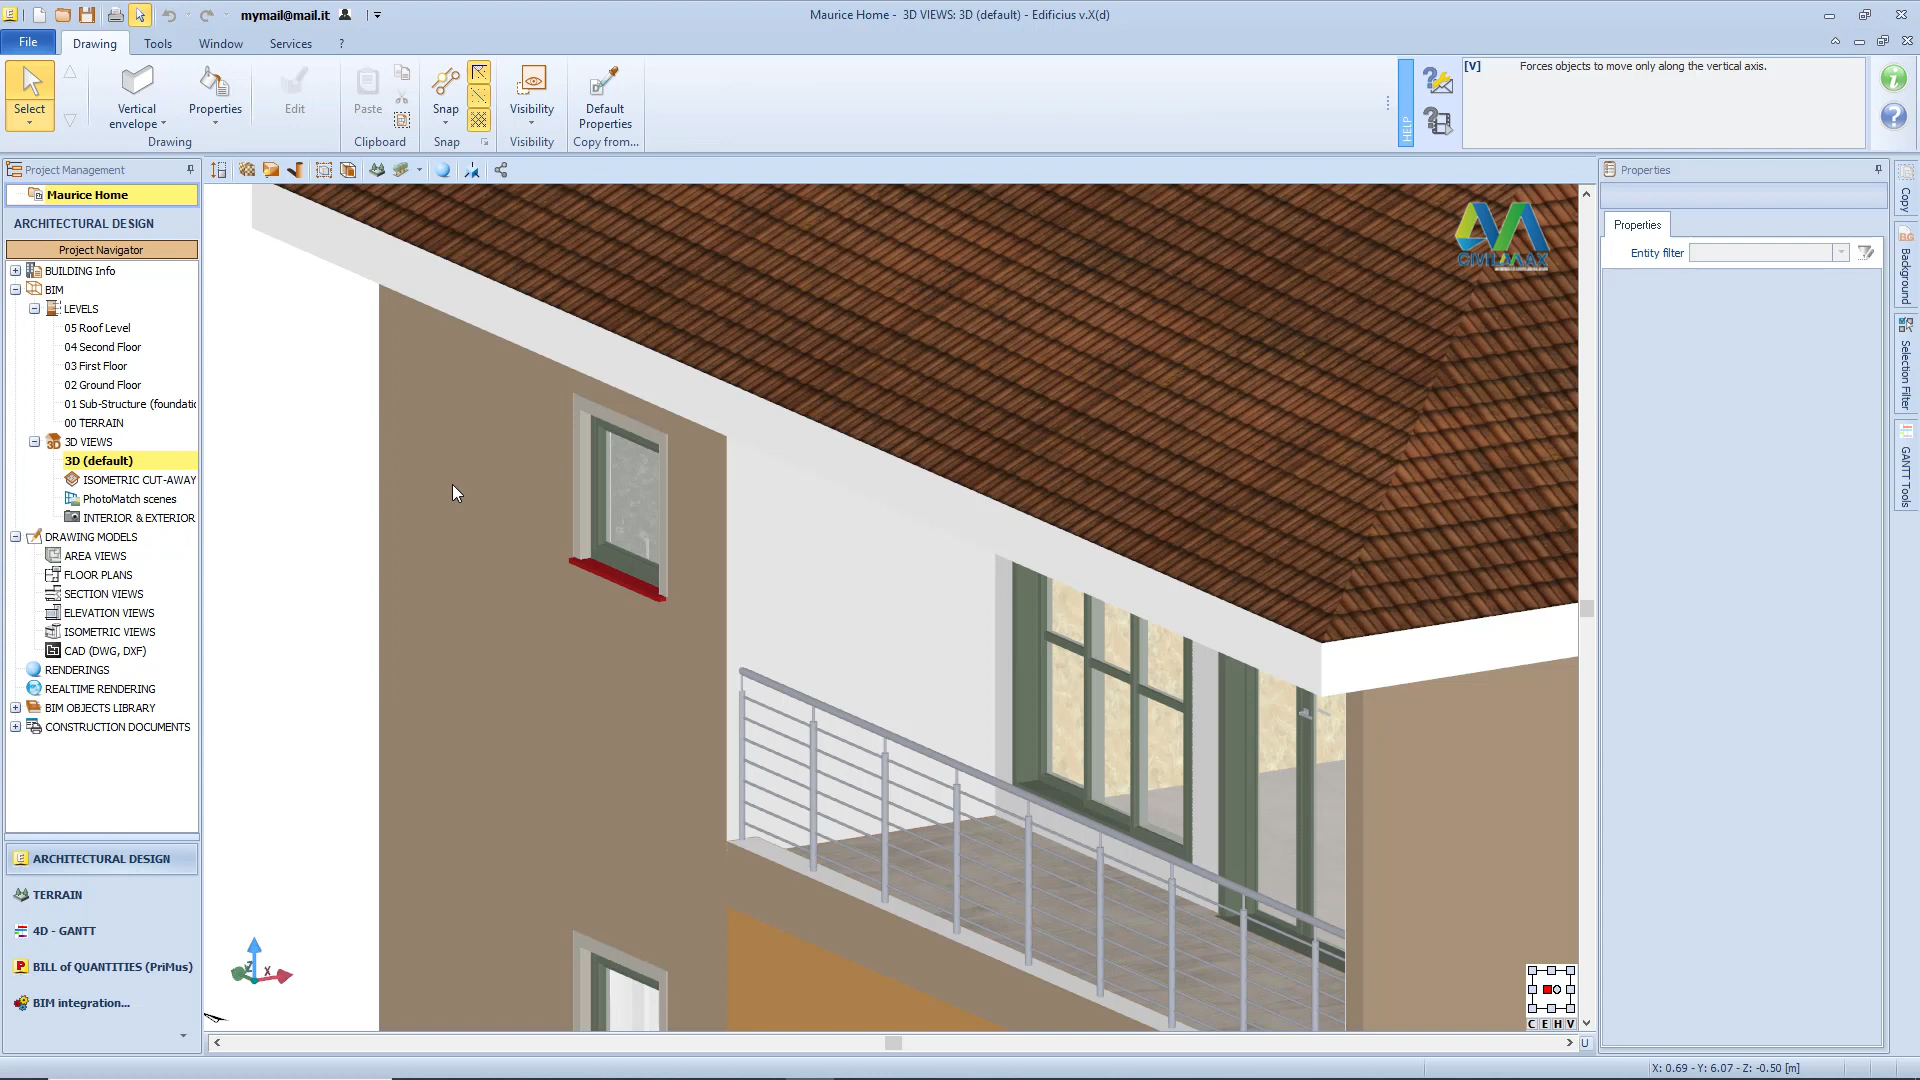 mymail@mail.it
Maurice Home - 3D VIEWS: 3D (default) - Edificius v.X(d)
File
Drawing
Tools
Window
Services
?
Select
Vertical
envelope
Properties
Edit
Drawing
Paste
Clipboard
Snap
Snap
Visibility
Visibility
Default
Properties
Copy from...
HELP
[V]
Forces objects to move only along the vertical axis.
Project Management
Maurice Home
ARCHITECTURAL DESIGN
Project Navigator
BUILDING Info
BIM
LEVELS
05 Roof Level
04 Second Floor
03 First Floor
02 Ground Floor
01 Sub-Structure (foundatio
00 TERRAIN
3D VIEWS
3D (default)
ISOMETRIC CUT-AWAY
PhotoMatch scenes
INTERIOR & EXTERIOR
DRAWING MODELS
AREA VIEWS
FLOOR PLANS
SECTION VIEWS
ELEVATION VIEWS
ISOMETRIC VIEWS
CAD (DWG, DXF)
RENDERINGS
REALTIME RENDERING
BIM OBJECTS LIBRARY
CONSTRUCTION DOCUMENTS
ARCHITECTURAL DESIGN
TERRAIN
4D - GANTT
BILL of QUANTITIES (PriMus)
BIM integration...
CIVILMAX
Z
X
C E H V
U
Properties
Properties
Entity filter
Copy
BG
Background
Selection Filter
GANTT Tools
X: 0.69 - Y: 6.07 - Z: -0.50 [m]